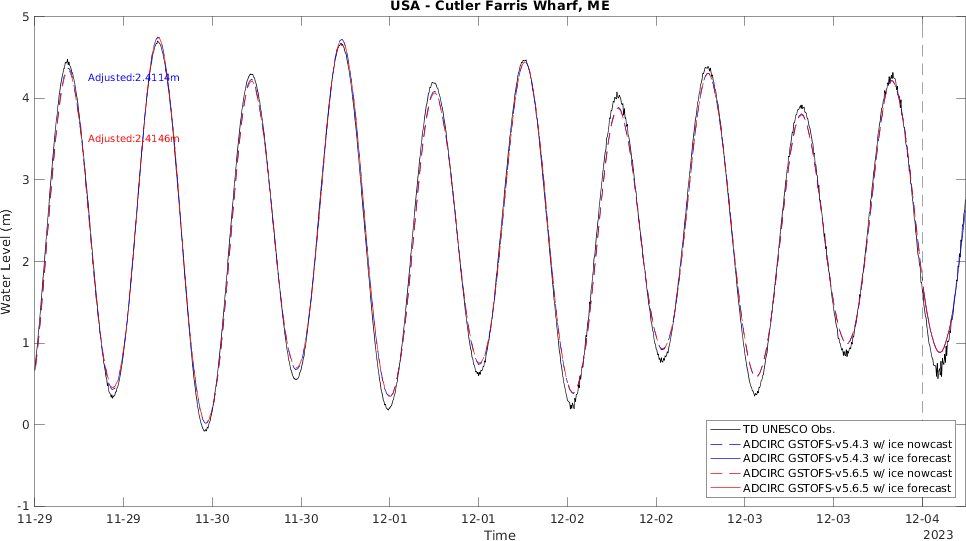 USA - Cutler Farris Wharf, ME
5
Adjusted:2.4114m
4
Adjusted:2.4146m
3
2
1
0
-1
Water Level (m)
TD UNESCO Obs.
ADCIRC GSTOFS-v5.4.3 w/ ice nowcast
ADCIRC GSTOFS-v5.4.3 w/ ice forecast
ADCIRC GSTOFS-v5.6.5 w/ ice nowcast
ADCIRC GSTOFS-v5.6.5 w/ ice forecast
11-29 11-29 11-30 11-30 12-01 12-01 12-02 12-02 12-03 12-03 12-04
Time
2023